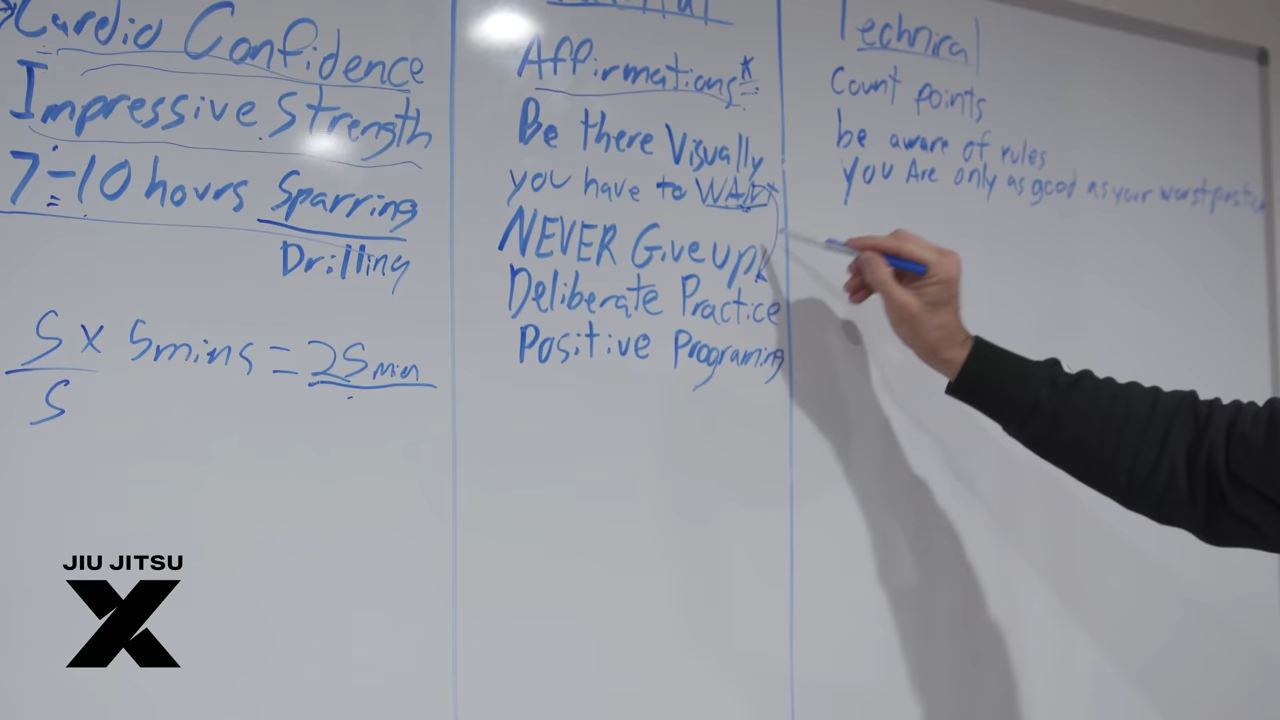 Cardio Confidence
Impressive Strength
7-10 hours Sparring
Drilling
5 x 5mins = 25min
5
Affirmations*
Be there Visually
you have to WANT
NEVER Give up
Deliberate Practice
Positive Programing
Technical
Count points
be aware of rules
you Are only as good as your worst
JIU JITSU
X